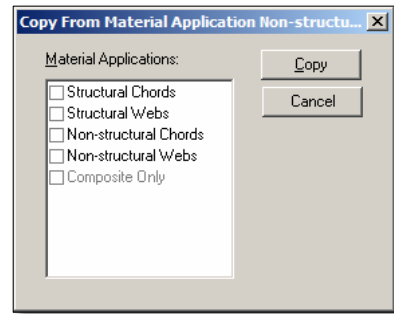 Copy From Material Application Non-structu...
Material Applications:
Copy
Structural Chords
Cancel
Structural Webs
Non-structural Chords
Non-structural Webs
Composite Only